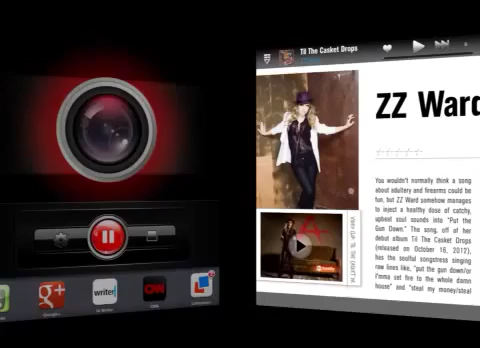 Til The Casket Drops
ZZ Ward
You wouldn't normally think a song
about adultery and firearms could be
fun, but ZZ Ward somehow manages
to inject a healthy dose of catchy,
upbeat soul sounds into "Put the
Gun Down." The song, off of her
debut album Til The Casket Drops
(released on October 16, 2012),
has the soulful songstress singing
raw lines like, "put the gun down/or
I'mma set fire to the whole damn
house" and "steal my money/steal
g+
writer
CNN